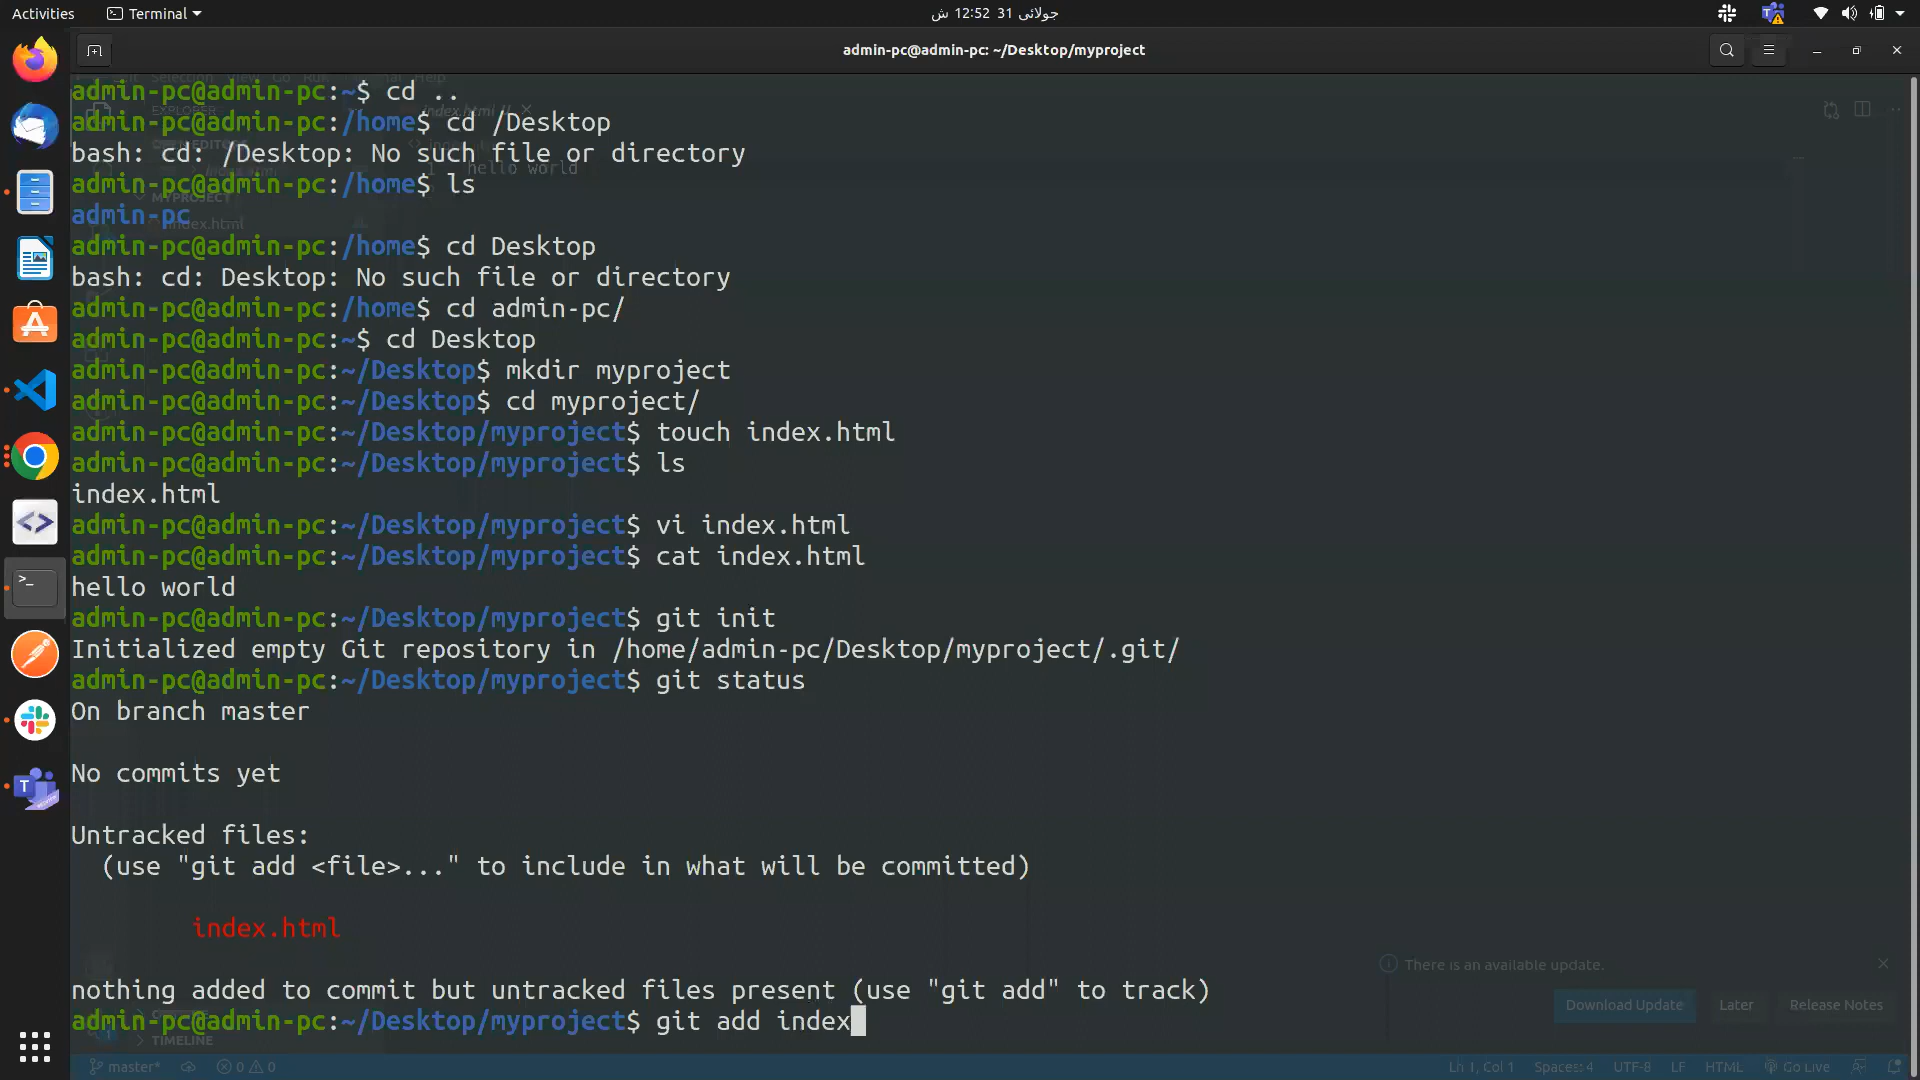 Activities
Terminal
جولائی 31 12:52 ش
admin-pc@admin-pc: ~/Desktop/myproject
admin-pc@admin-pc:~$ cd ..
admin-pc@admin-pc:/home$ cd /Desktop
bash: cd: /Desktop: No such file or directory
admin-pc@admin-pc:/home$ ls
admin-pc
admin-pc@admin-pc:/home$ cd Desktop
bash: cd: Desktop: No such file or directory
admin-pc@admin-pc:/home$ cd admin-pc/
admin-pc@admin-pc:~$ cd Desktop
admin-pc@admin-pc:~/Desktop$ mkdir myproject
admin-pc@admin-pc:~/Desktop$ cd myproject/
admin-pc@admin-pc:~/Desktop/myproject$ touch index.html
admin-pc@admin-pc:~/Desktop/myproject$ ls
index.html
admin-pc@admin-pc:~/Desktop/myproject$ vi index.html
admin-pc@admin-pc:~/Desktop/myproject$ cat index.html
hello world
admin-pc@admin-pc:~/Desktop/myproject$ git init
Initialized empty Git repository in /home/admin-pc/Desktop/myproject/.git/
admin-pc@admin-pc:~/Desktop/myproject$ git status
On branch master
No commits yet
Untracked files:
(use "git add <file>..." to include in what will be committed)
index.html
nothing added to commit but untracked files present (use "git add" to track)
admin-pc@admin-pc:~/Desktop/myproject$ git add index
hello world
MYPROJECT
index.html
There is an available update.
Download Update
Later
Release Notes
TIMELINE
master*
0 0
Ln 1, Col 1
Spaces: 4
UTF-8
LF
HTML
Go Live